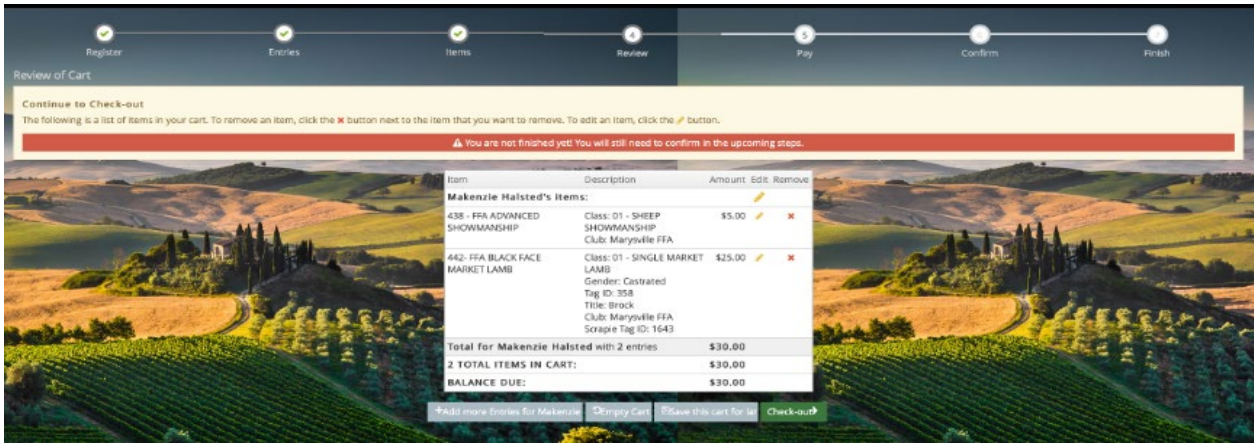 4 5
Register Entries Items Review Pay Confirm Finish
Review of Cart
Continue to Check-out
The following is a list of items in your cart. To remove an item, click the ✖ button next to the item that you want to remove. To edit an item, click the button.
You are not finished yet! You will still need to confirm in the upcoming steps.
Item Description Amount Edit Remove
Makenzie Halsted's items:
438 - FFA ADVANCED Class: 01 - SHEEP $5.00
SHOWMANSHIP SHOWMANSHIP
Club: Marysville FFA
442- FFA BLACK FACE Class: 01 - SINGLE MARKET $25.00
MARKET LAMB LAMB
Gender: Castrated
Tag ID: 358
Title: Brock
Club: Marysville FFA
Scrapie Tag ID: 1643
Total for Makenzie Halsted with 2 entries $30.00
2 TOTAL ITEMS IN CART: $30.00
BALANCE DUE: $30.00
+Add more Entries for Makenzie Empty Cart Save this cart for lat Check-out